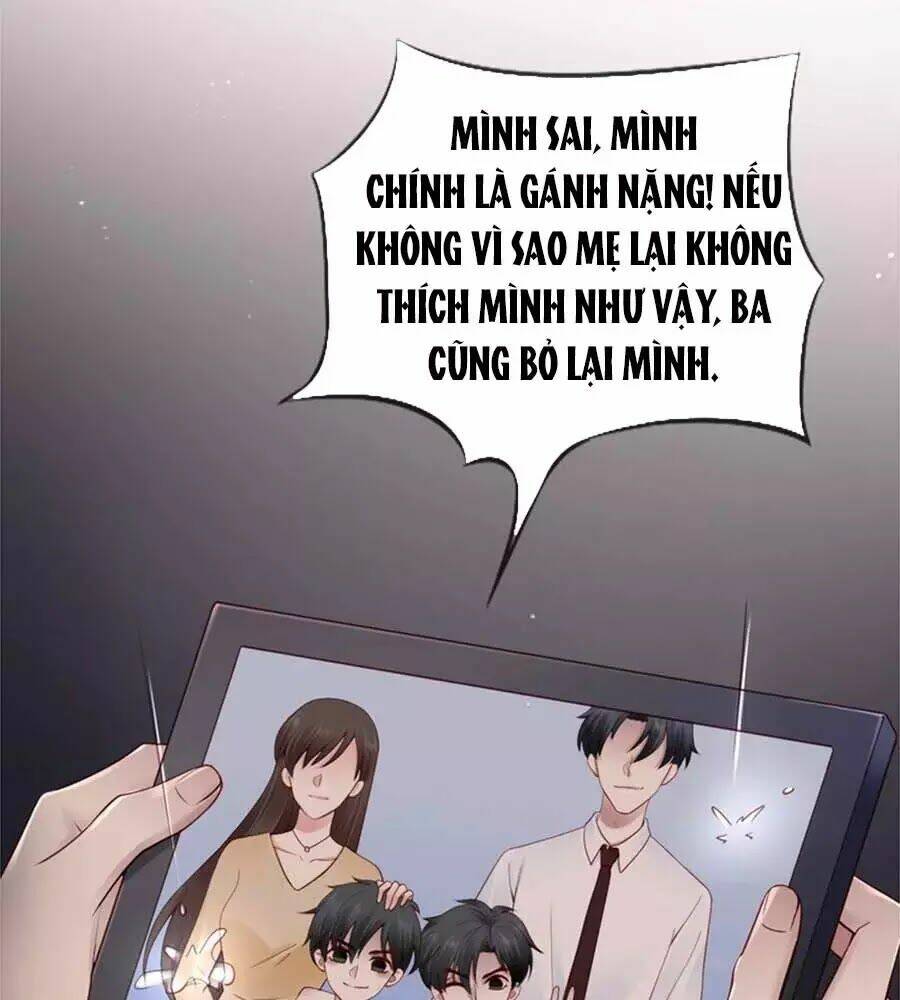 MÌNH SAI, MÌNH
CHÍNH LÀ GÁNH NẶNG! NẾU
KHÔNG VÌ SAO MẸ LẠI KHÔNG
THÍCH MÌNH NHƯ VẬY, BA
CŨNG BỎ LẠI MÌNH.